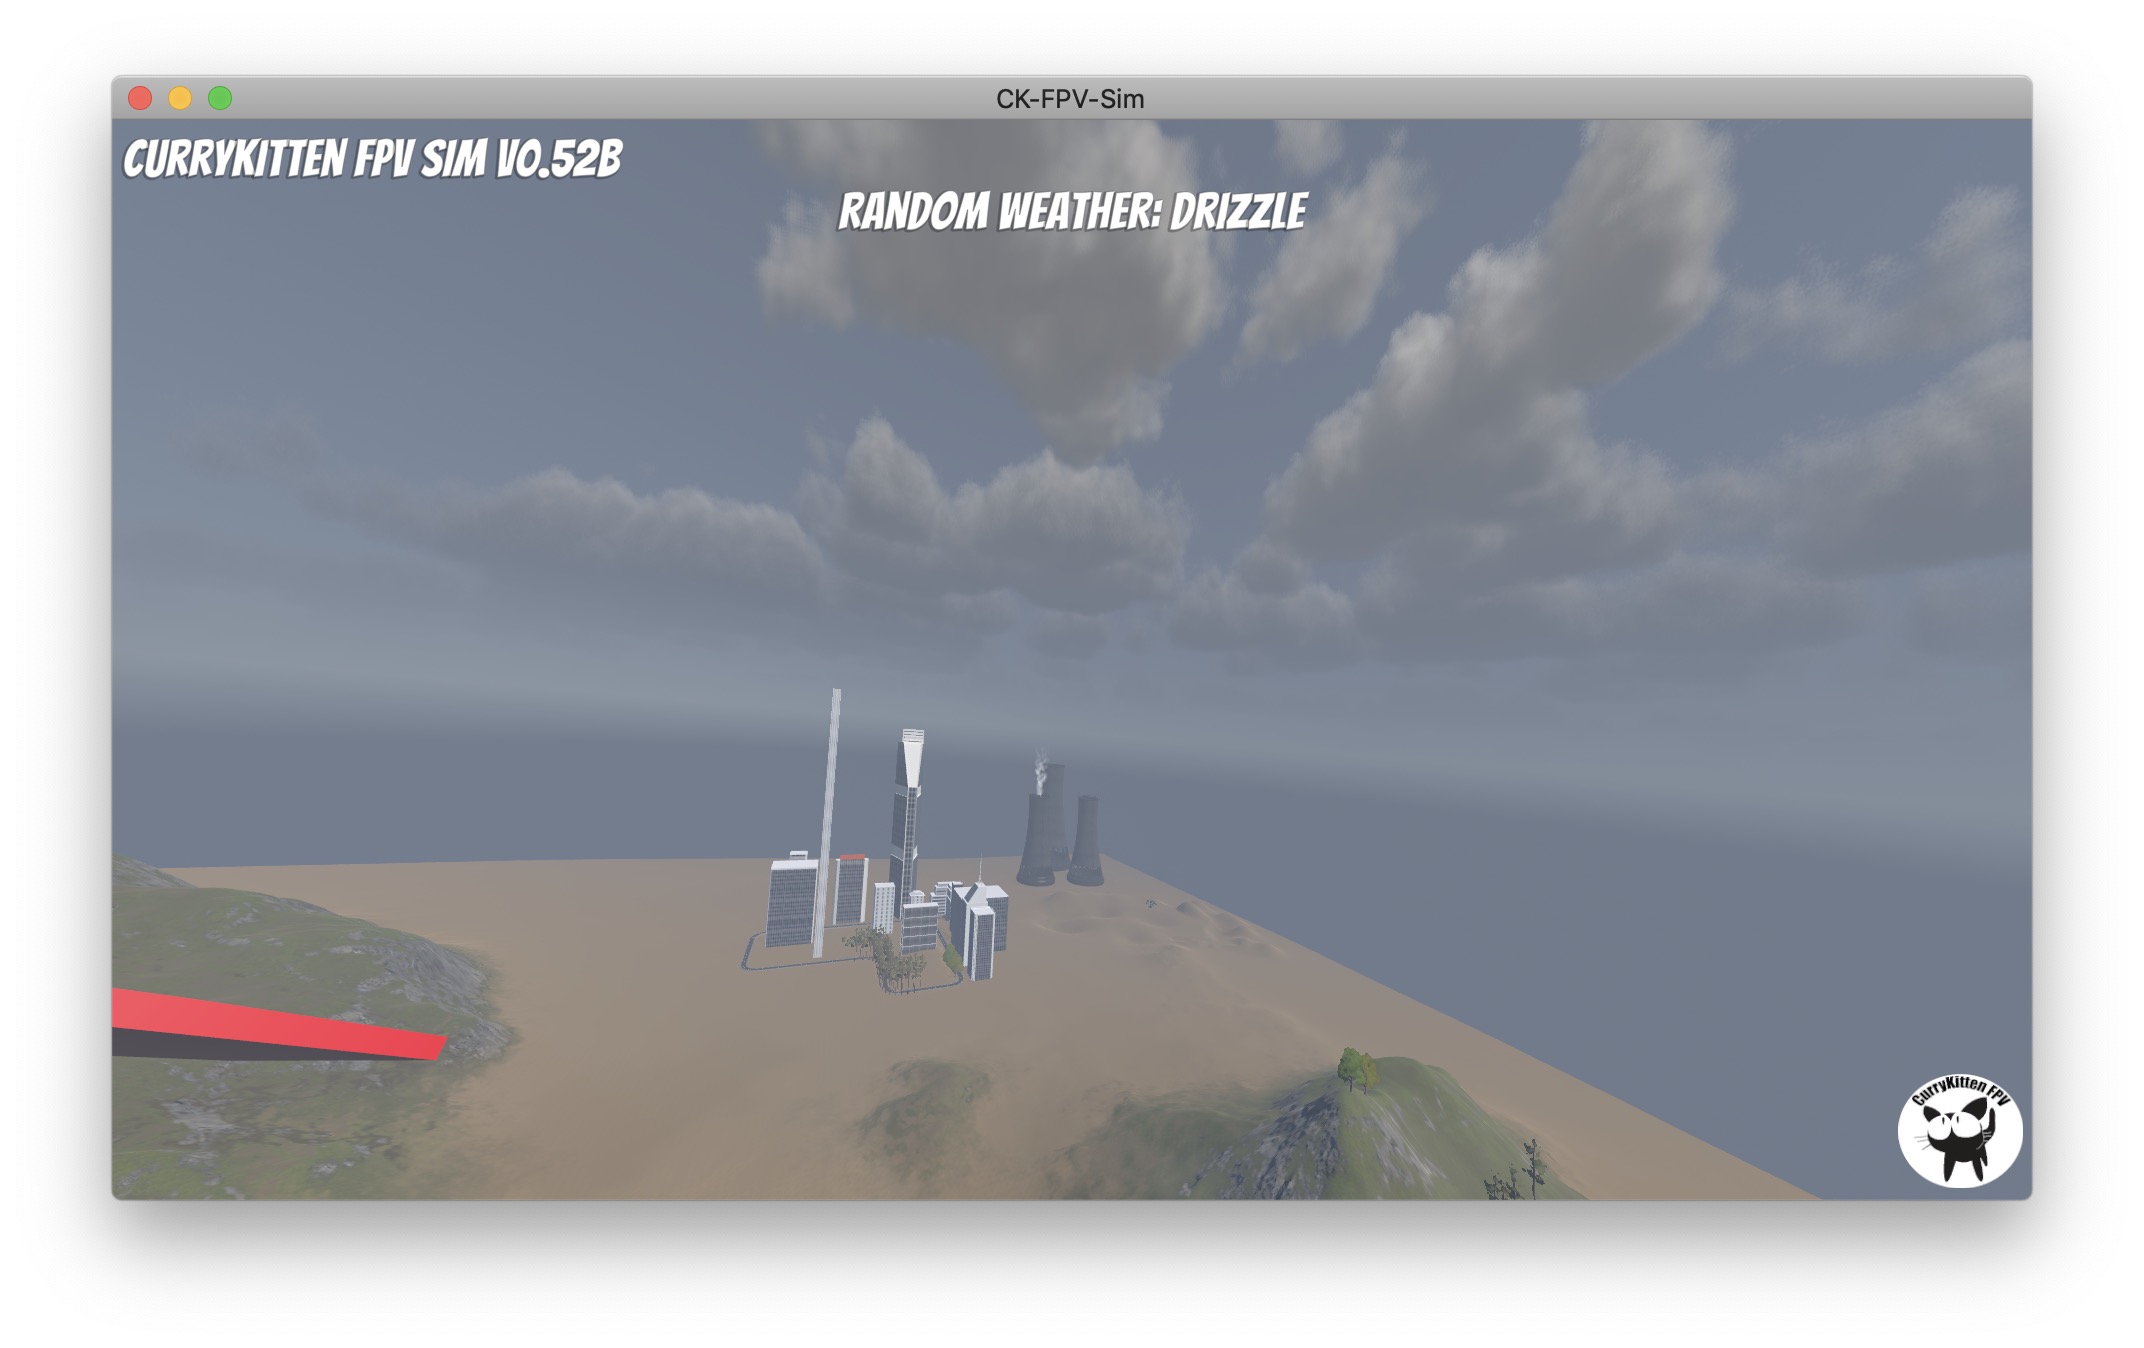 CK-FPV-Sim
CURRYKITTEN FPV SIM V0.52B
RANDOM WEATHER: DRIZZLE
CurryKitten FPV